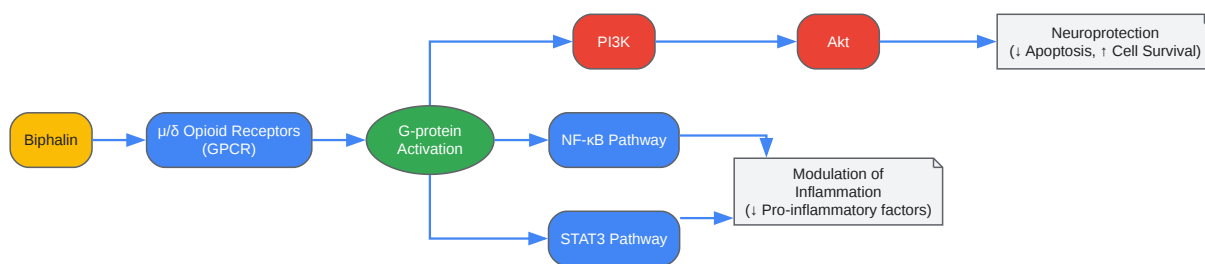 PI3K
Akt
Neuroprotection
(↓ Apoptosis, ↑ Cell Survival)
Biphalin
μ/δ Opioid Receptors
(GPCR)
G-protein
Activation
NF-κB Pathway
Modulation of
Inflammation
(↓ Pro-inflammatory factors)
STAT3 Pathway